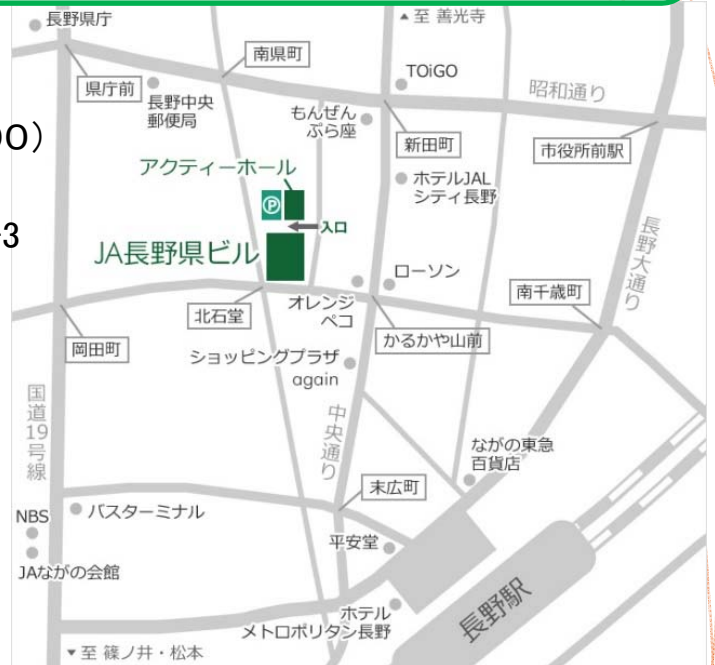 長野県庁
▲至 善光寺
南県町
TOiGO
昭和通り
県庁前
長野中央
郵便局
もんぜん
ぷら座
新田町
市役所前駅
00）
アクティーホール
ホテルJAL
シティ長野
P
入口
3
JA長野県ビル
長野大通り
ローソン
オレンジ
ペコ
南千歳町
北石堂
かるかや山前
岡田町
ショッピングプラザ
again
国道19号線
中央通り
ながの東急
百貨店
末広町
NBS
バスターミナル
平安堂
JAながの会館
長野駅
ホテル
メトロポリタン長野
▼至 篠ノ井・松本